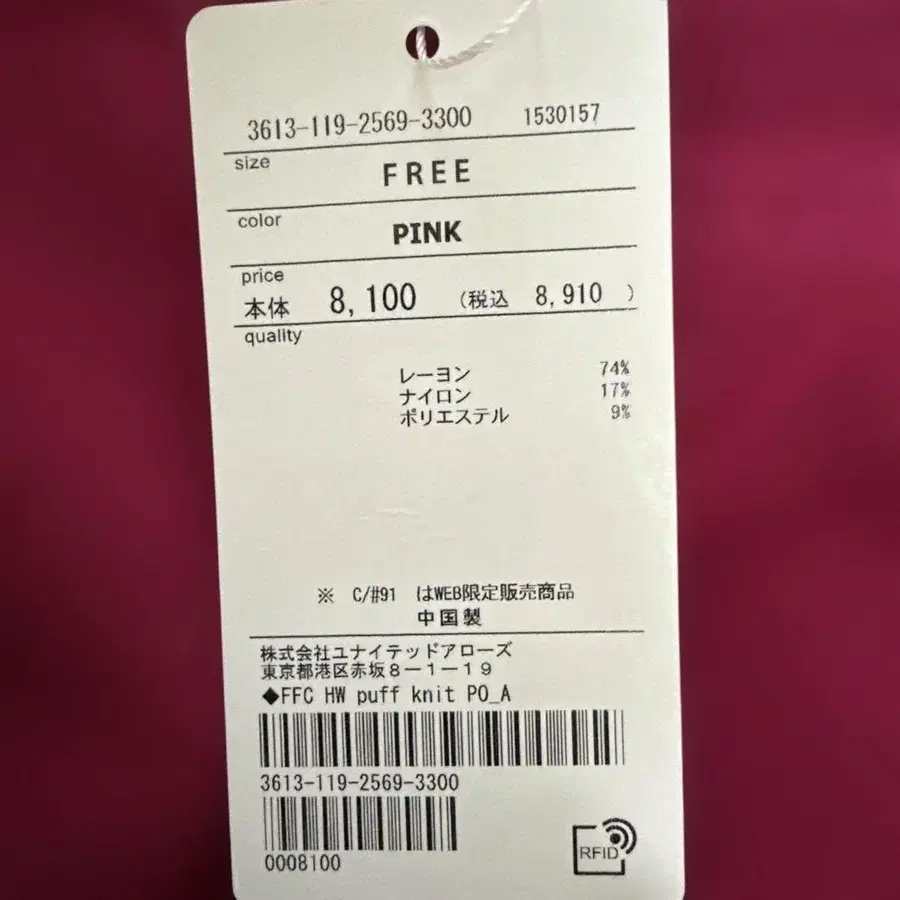 3613-119-2569-3300 1530157
size
FREE
color
PINK
price
本体 8,100 (税込 8,910 )
quality
レーヨン 74%
ナイロン 17%
ポリエステル 9%
※ C/#91 はWEB限定販売商品
中国製
株式会社ユナイテッドアローズ
東京都港区赤坂8ー1ー19
◆FFC HW puff knit PO_A
3613-119-2569-3300
0008100
RFID